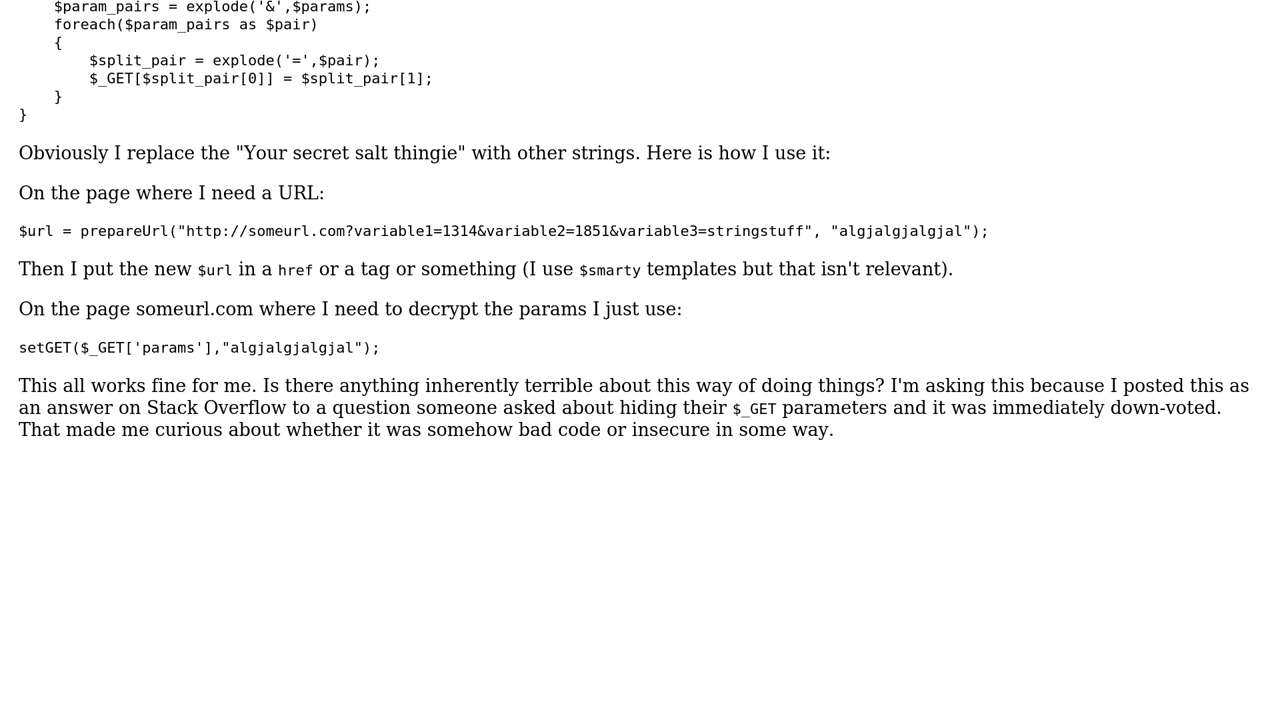 $param_pairs = explode('&',$params);
foreach($param_pairs as $pair)
{
$split_pair = explode('=',$pair);
$_GET[$split_pair[0]] = $split_pair[1];
}
}
Obviously I replace the "Your secret salt thingie" with other strings. Here is how I use it:
On the page where I need a URL:
$url = prepareUrl("http://someurl.com?variable1=1314&variable2=1851&variable3=stringstuff", "algjalgjalgjal");
Then I put the new $url in a href or a tag or something (I use $smarty templates but that isn't relevant).
On the page someurl.com where I need to decrypt the params I just use:
setGET($_GET['params'],"algjalgjalgjal");
This all works fine for me. Is there anything inherently terrible about this way of doing things? I'm asking this because I posted this as
an answer on Stack Overflow to a question someone asked about hiding their $_GET parameters and it was immediately down-voted.
That made me curious about whether it was somehow bad code or insecure in some way.